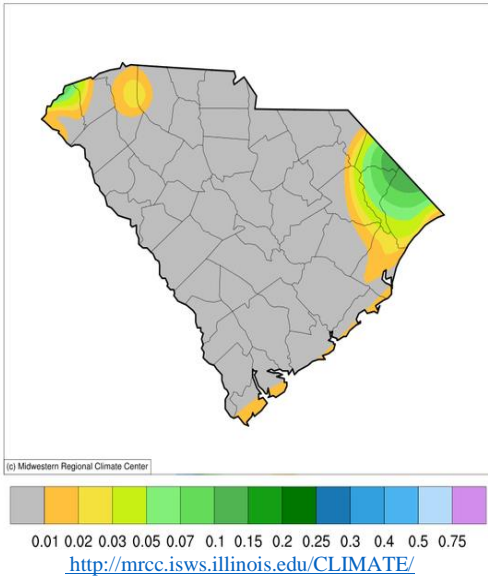 (c) Midwestern Regional Climate Center
0.01 0.02 0.03 0.05 0.07 0.1 0.15 0.2 0.25 0.3 0.4 0.5 0.75
http://mrcc.isws.illinois.edu/CLIMATE/